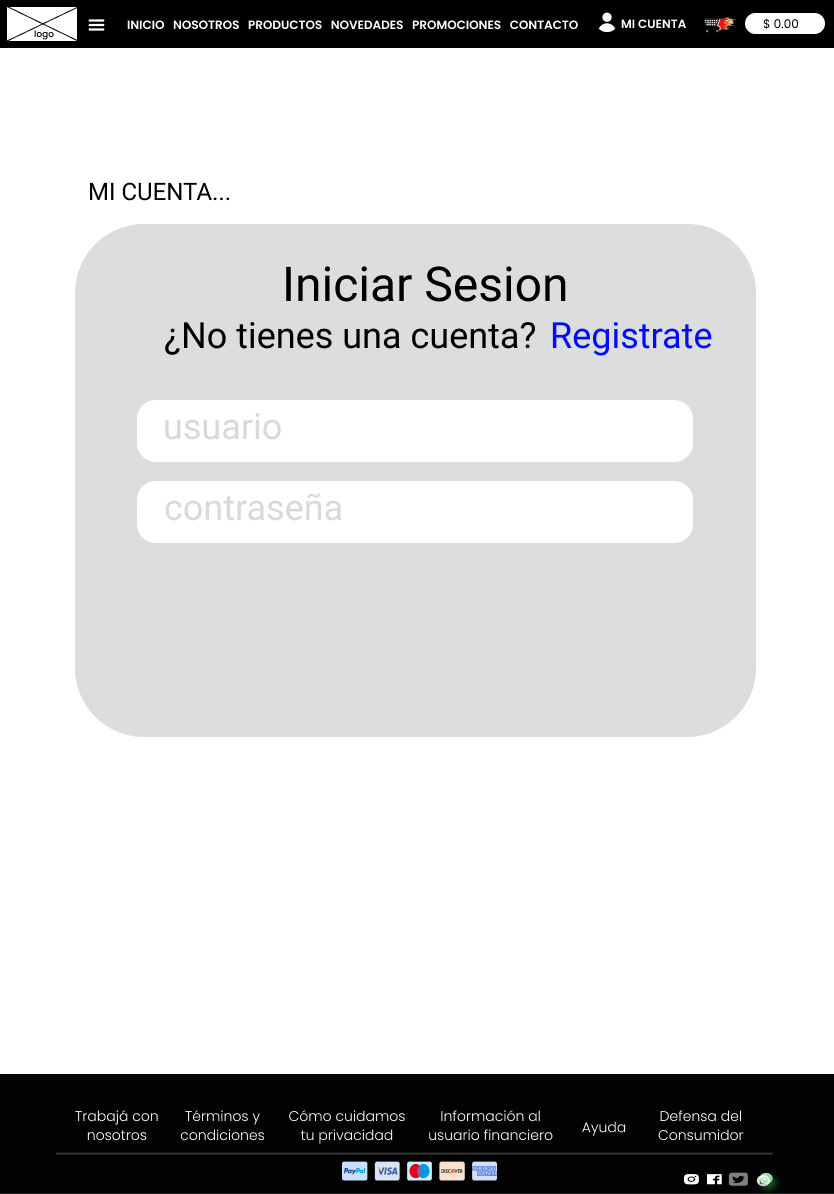 logo
INICIO NOSOTROS PRODUCTOS NOVEDADES PROMOCIONES CONTACTO MI CUENTA $ 0.00
MI CUENTA...
Iniciar Sesion
¿No tienes una cuenta? Registrate
usuario
contraseña
Trabajá con nosotros
Términos y condiciones
Cómo cuidamos tu privacidad
Información al usuario financiero
Ayuda
Defensa del Consumidor
PayPal VISA DISCOVER AMERICAN EXPRESS